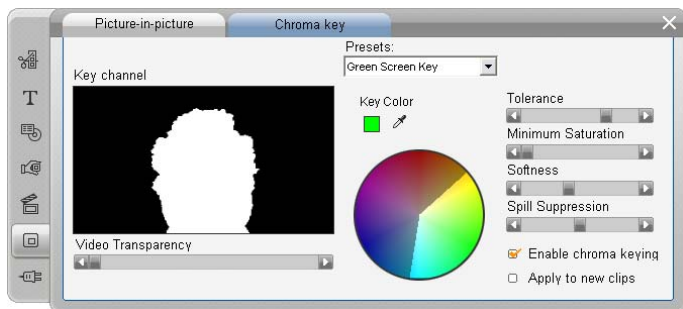 Picture-in-picture
Chroma key
Presets:
Green Screen Key
Key channel
Key Color
Tolerance
Minimum Saturation
Softness
Spill Suppression
Video Transparency
Enable chroma keying
Apply to new clips
T